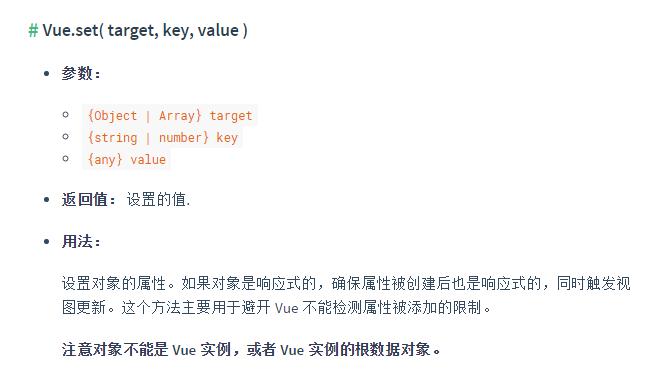 # Vue.set( target, key, value )
参数：
{Object | Array} target
{string | number} key
{any} value
返回值： 设置的值.
用法：
设置对象的属性。如果对象是响应式的，确保属性被创建后也是响应式的，同时触发视
图更新。这个方法主要用于避开 Vue 不能检测属性被添加的限制。
注意对象不能是 Vue 实例，或者 Vue 实例的根数据对象。